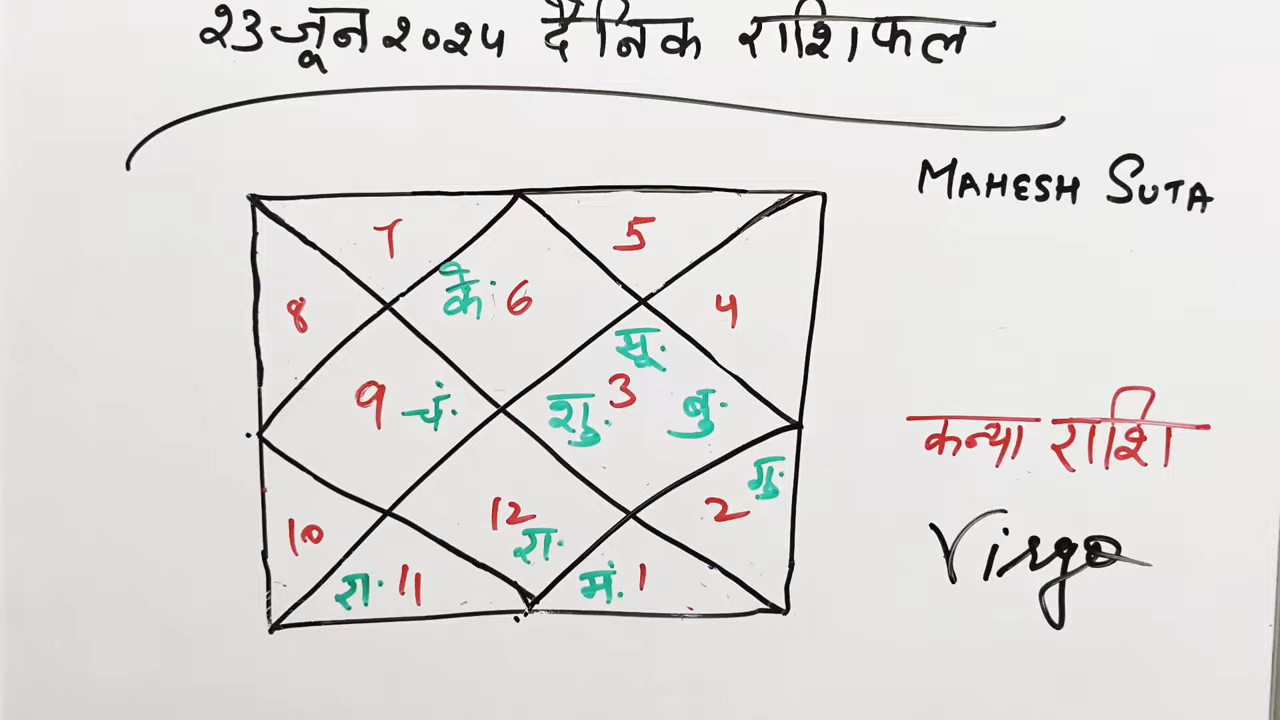 २३ जून २०२४ दैनिक राशिफल
MAHESH SUTA
7 5
के. 6
8 4
सू.
9 चं. शु. 3 बु.
गु.
12 2
10 रा.
श. 11 मं. 1
कन्या राशि
Virgo